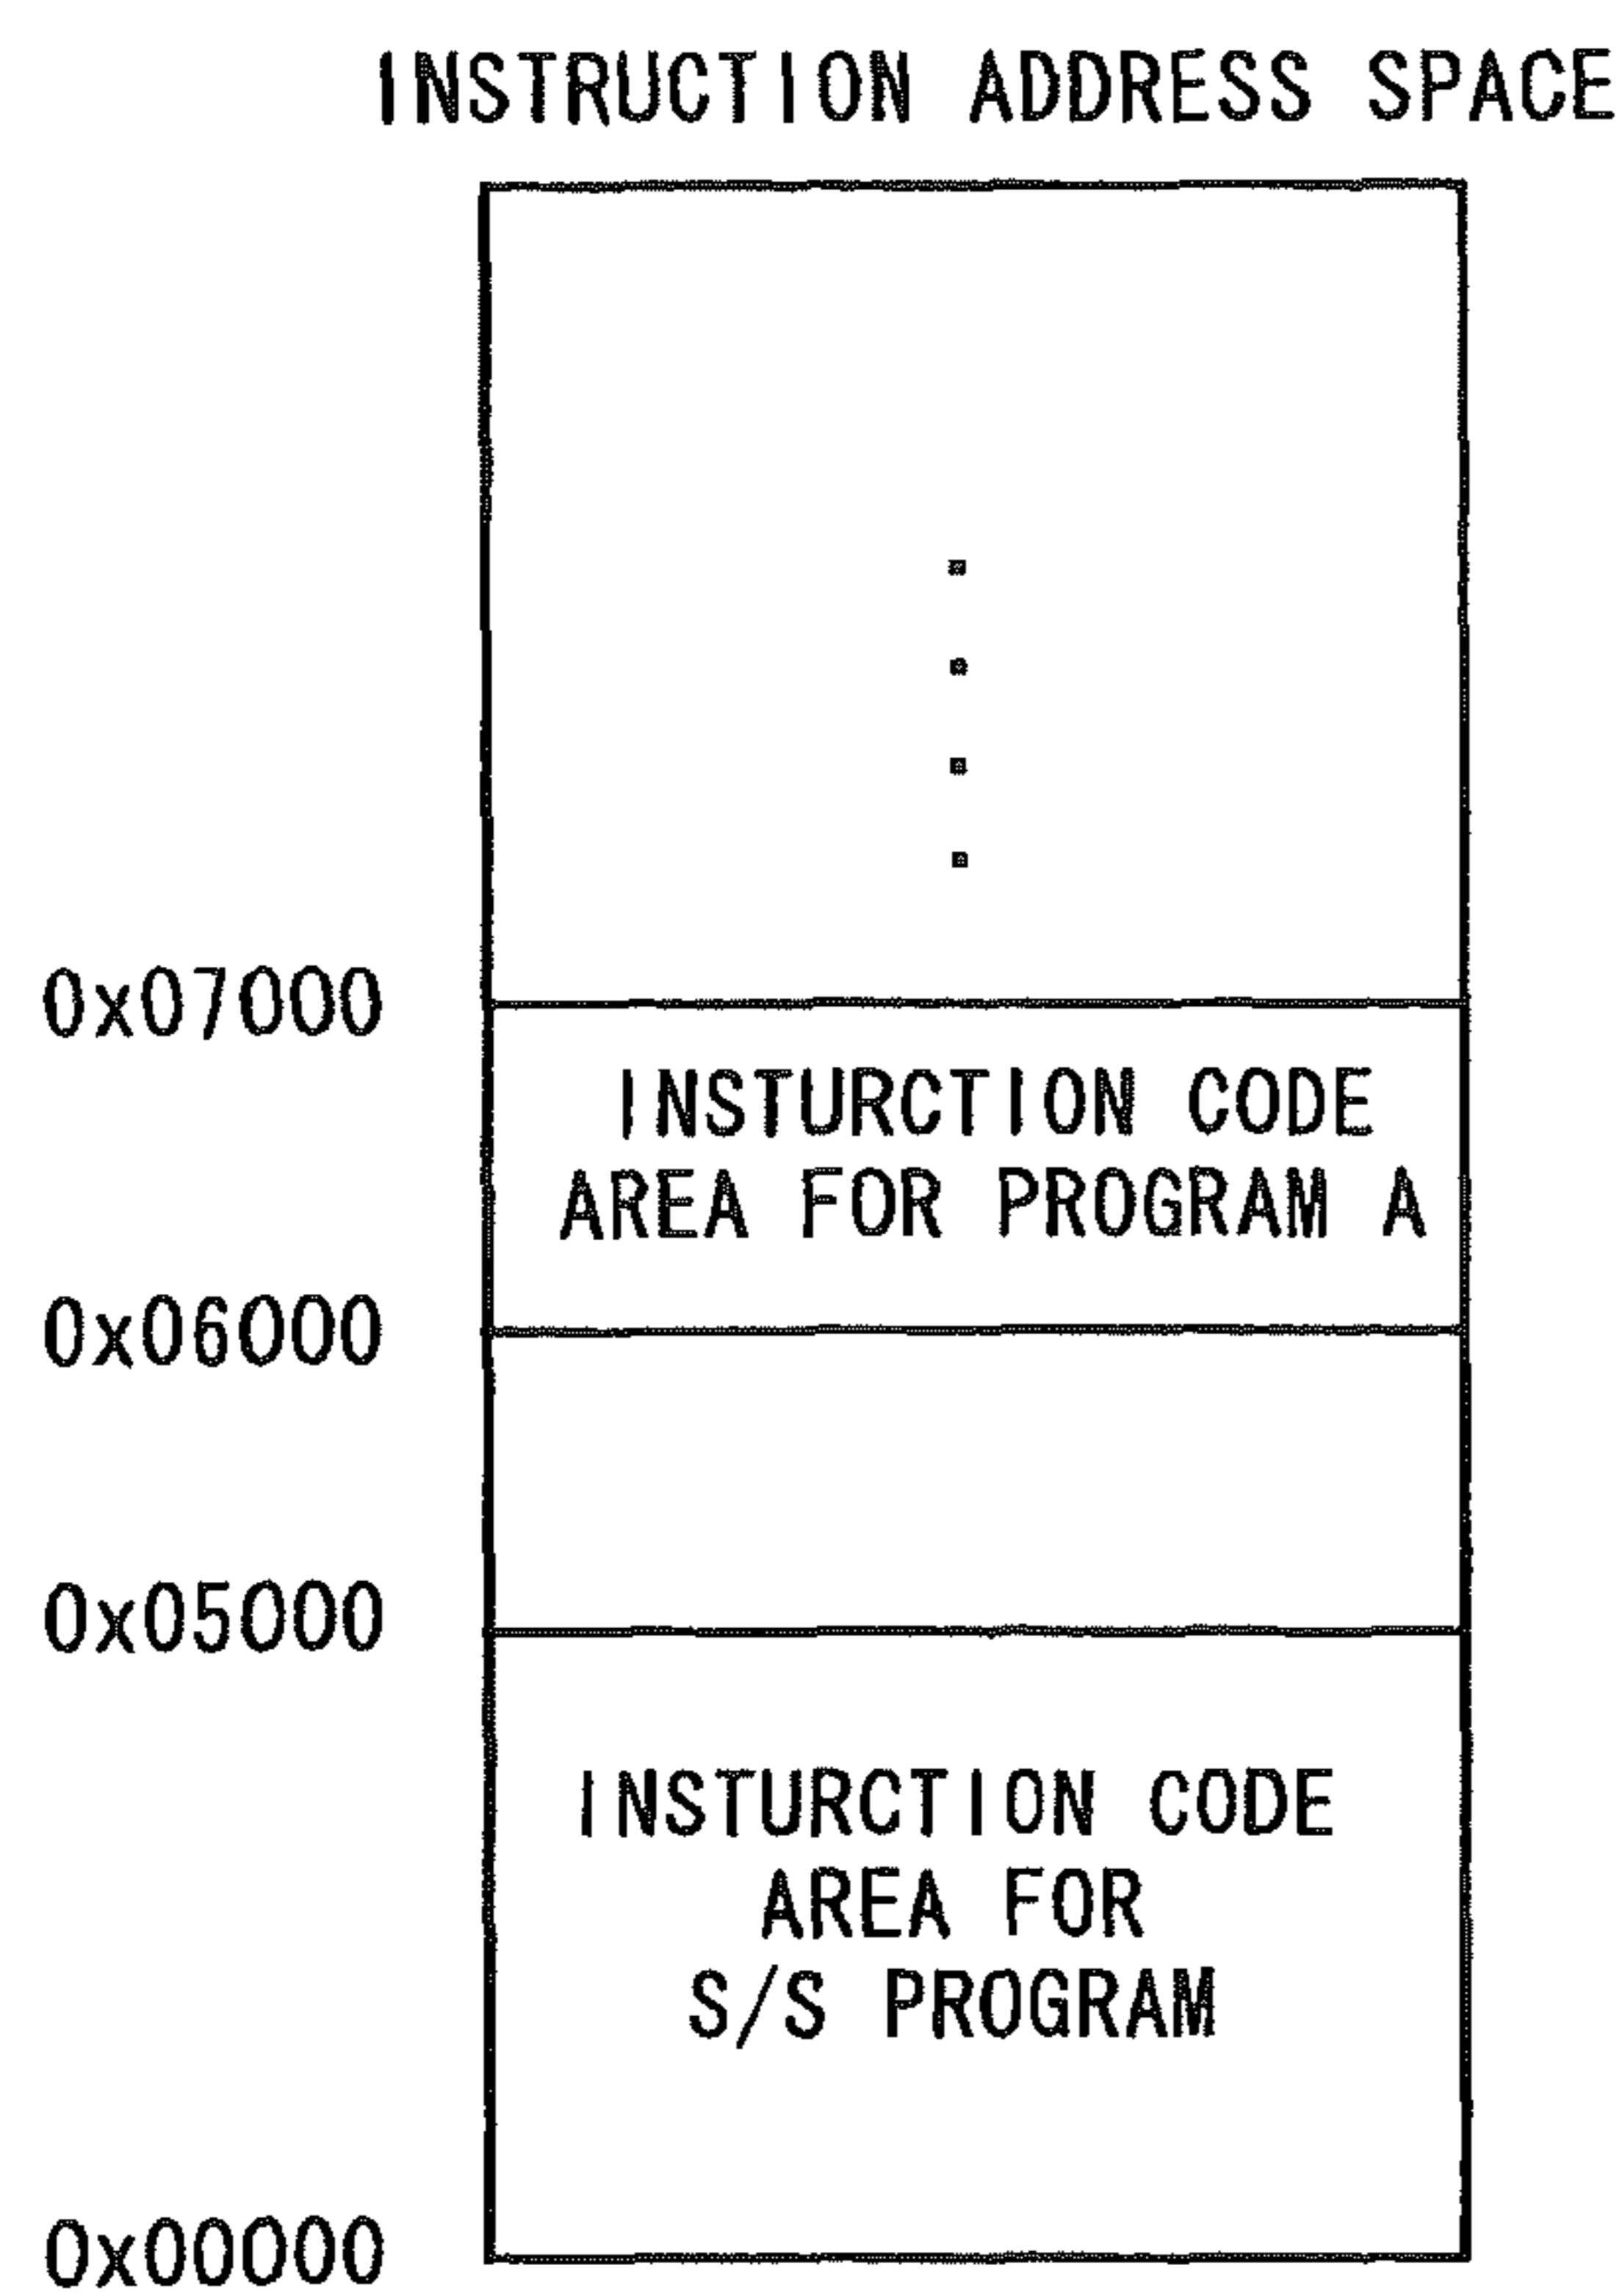 INSTRUCTION ADDRESS SPACE
0x07000
INSTURCTION CODE
AREA FOR PROGRAM A
0x06000
0x05000
INSTURCTION CODE
AREA FOR
S/S PROGRAM
0x00000